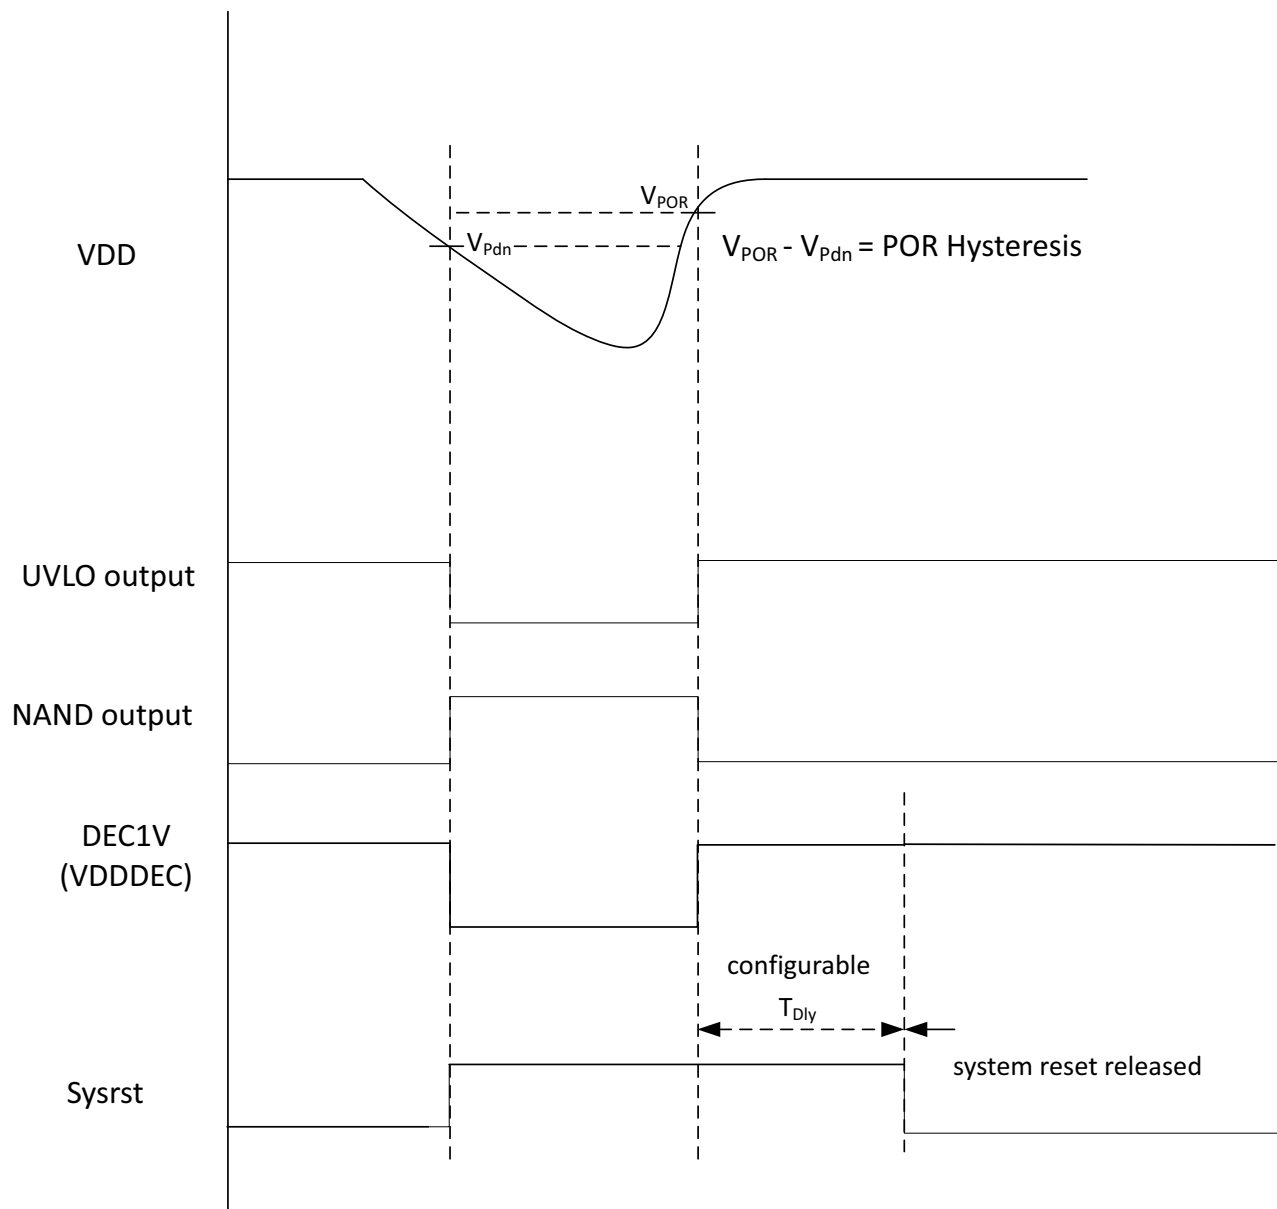 V_POR
VDD
V_Pdn
V_POR - V_Pdn = POR Hysteresis
UVLO output
NAND output
DEC1V
(VDDDEC)
configurable
T_Dly
system reset released
Sysrst